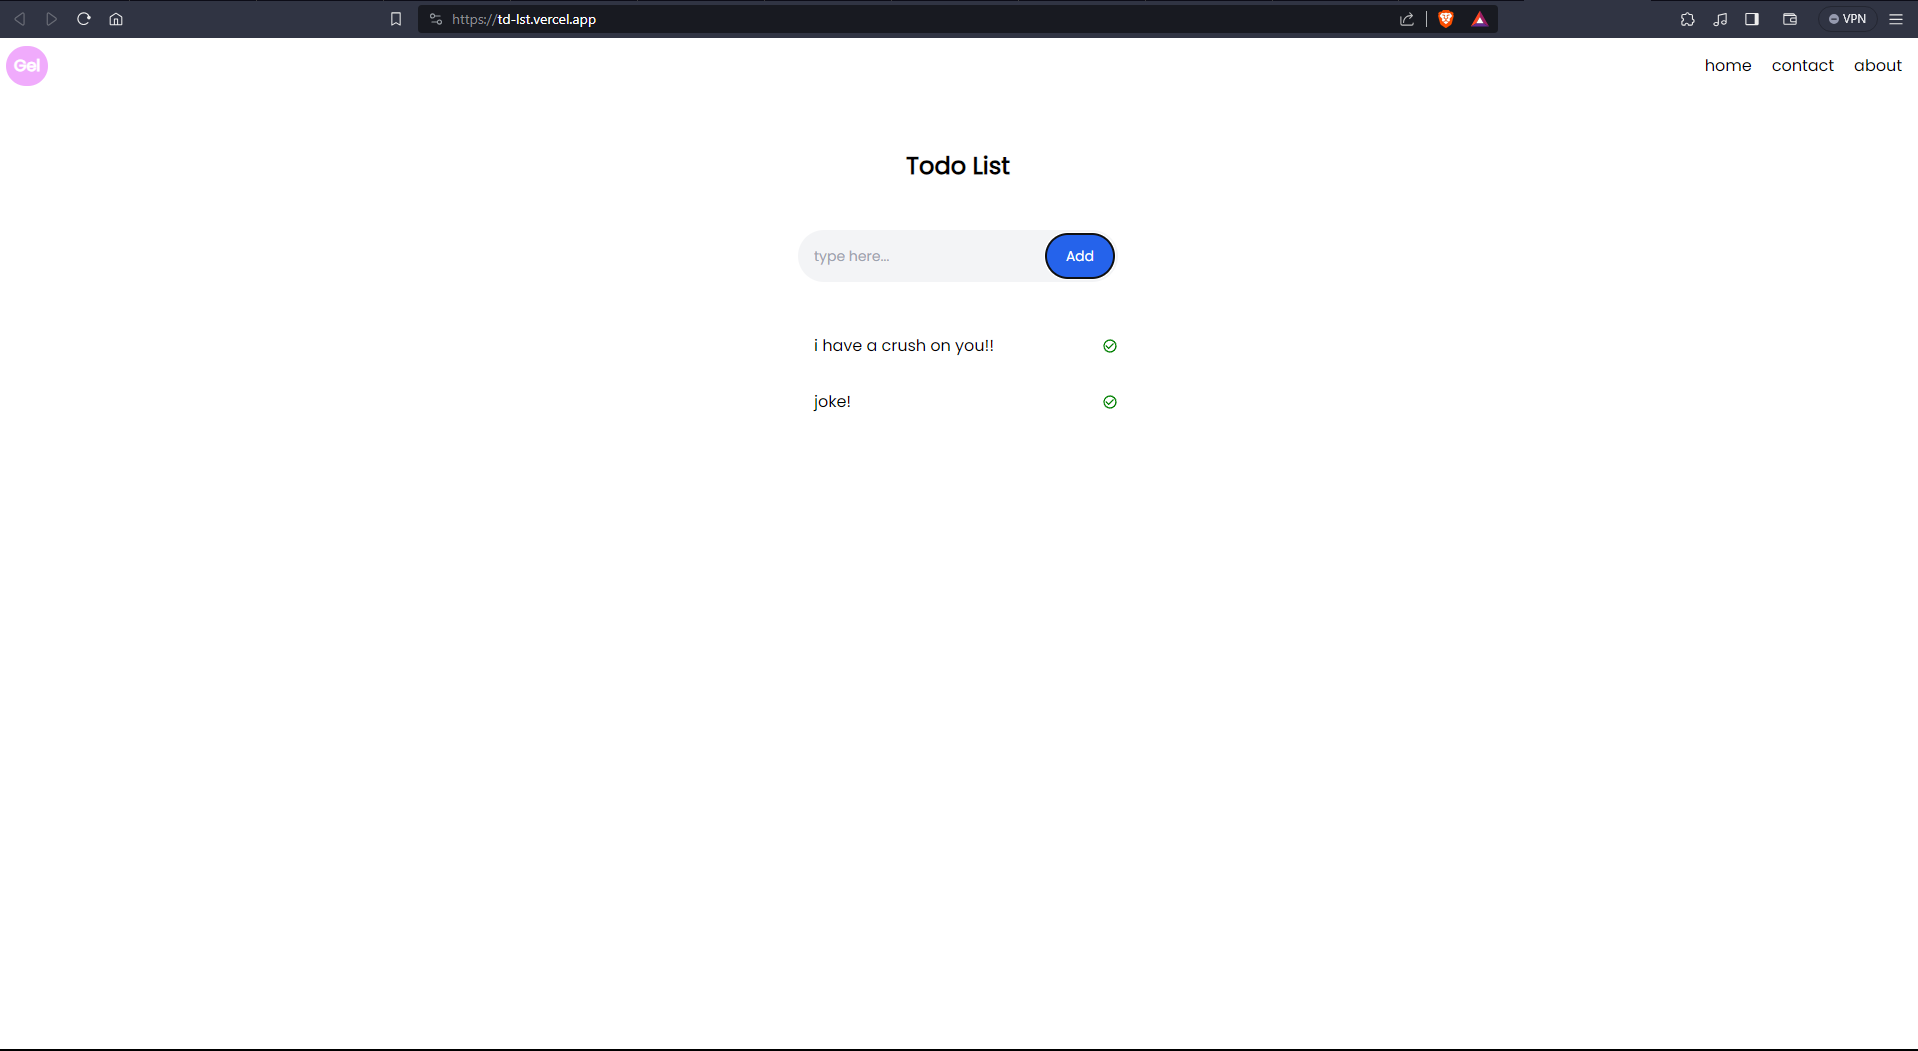 https://td-lst.vercel.app
VPN
Gel
home contact about
Todo List
type here...
Add
i have a crush on you!!
joke!